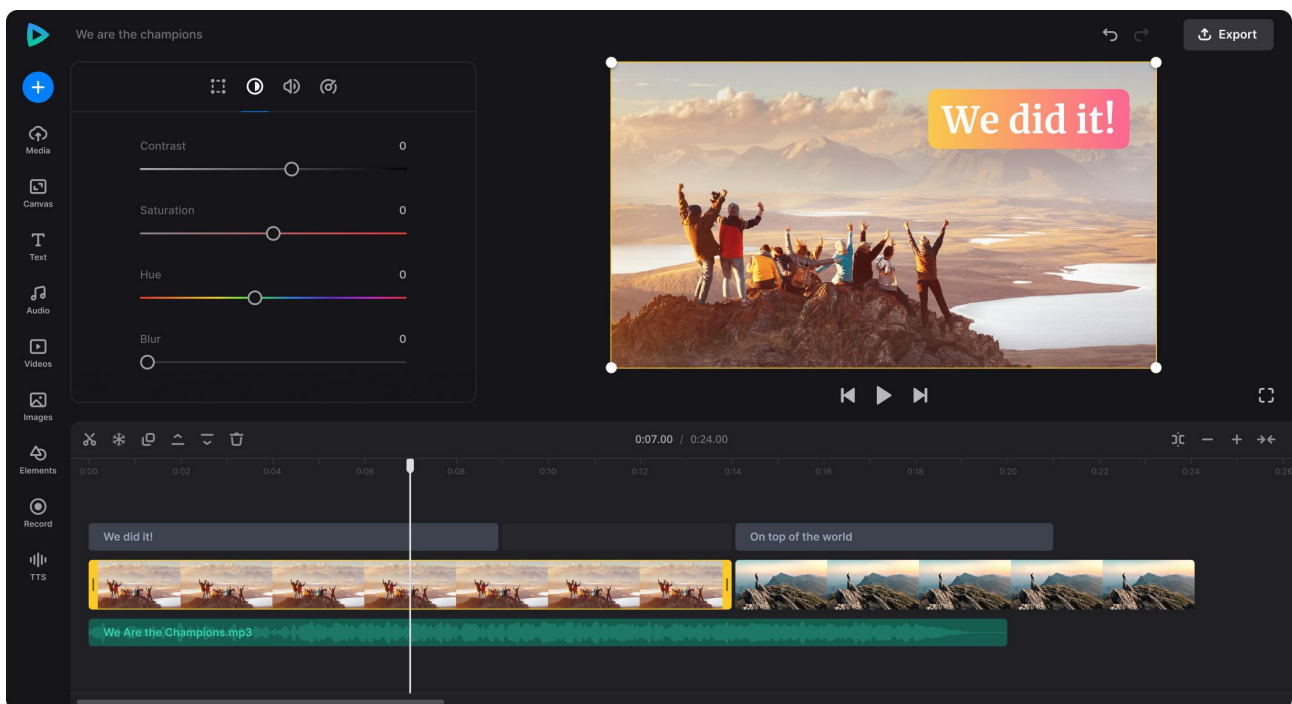 We are the champions
Export
Media
Canvas
Text
Audio
Videos
Images
Elements
Record
TTS
Contrast 0
Saturation 0
Hue 0
Blur 0
We did it!
0:07.00 / 0:24.00
0:00 0:02 0:04 0:06 0:08 0:10 0:12 0:14 0:16 0:18 0:20 0:22 0:24 0:26
We did it! On top of the world
We Are the Champions.mp3